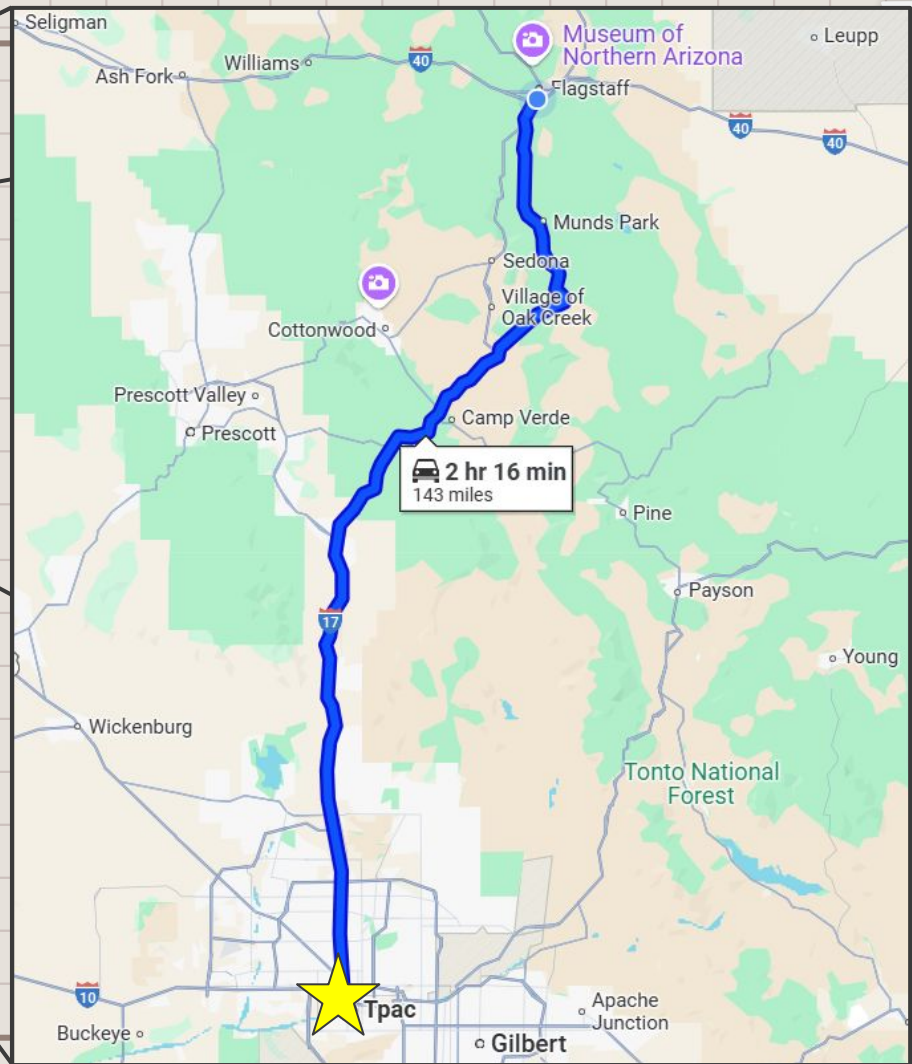 Seligman
Museum of
Northern Arizona
Leupp
Ash Fork
Williams
40
Flagstaff
40
40
Munds Park
Sedona
Village of
Oak Creek
Cottonwood
Prescott Valley
Prescott
Camp Verde
2 hr 16 min
143 miles
Pine
Payson
17
Young
Wickenburg
Tonto National
Forest
10
Tpac
Buckeye
Apache
Junction
Gilbert